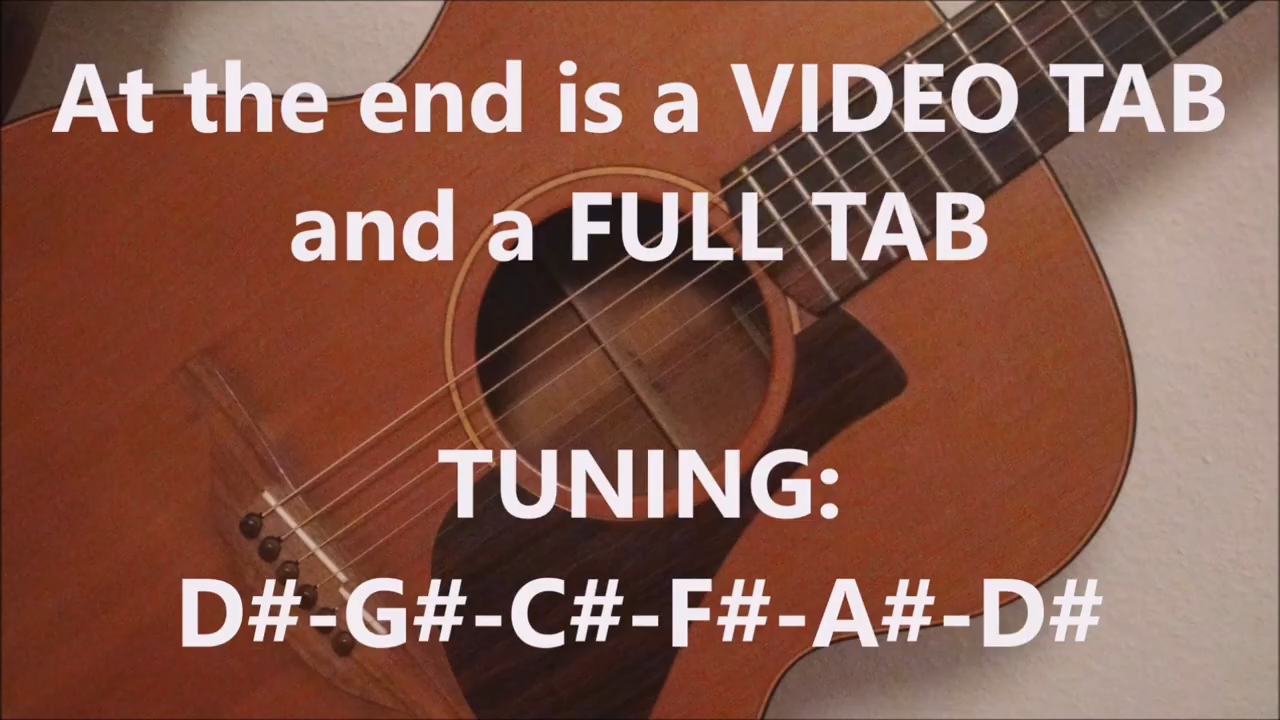 At the end is a VIDEO TAB
and a FULL TAB
TUNING:
D#-G#-C#-F#-A#-D#